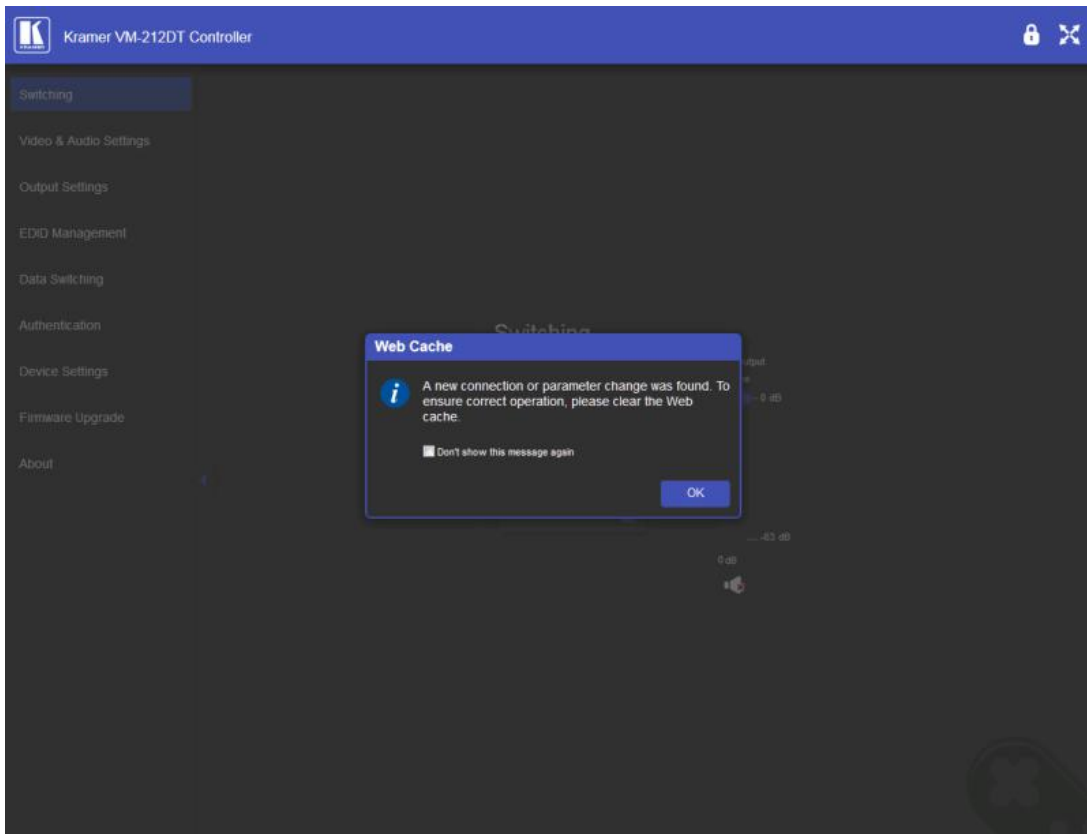 Kramer VM-212DT Controller
Switching
Video & Audio Settings
Output Settings
EDID Management
Data Switching
Authentication
Device Settings
Firmware Upgrade
About
Switching
Web Cache
A new connection or parameter change was found. To
ensure correct operation, please clear the Web
cache.
Don't show this message again
OK
0 dB
-63 dB
0 dB